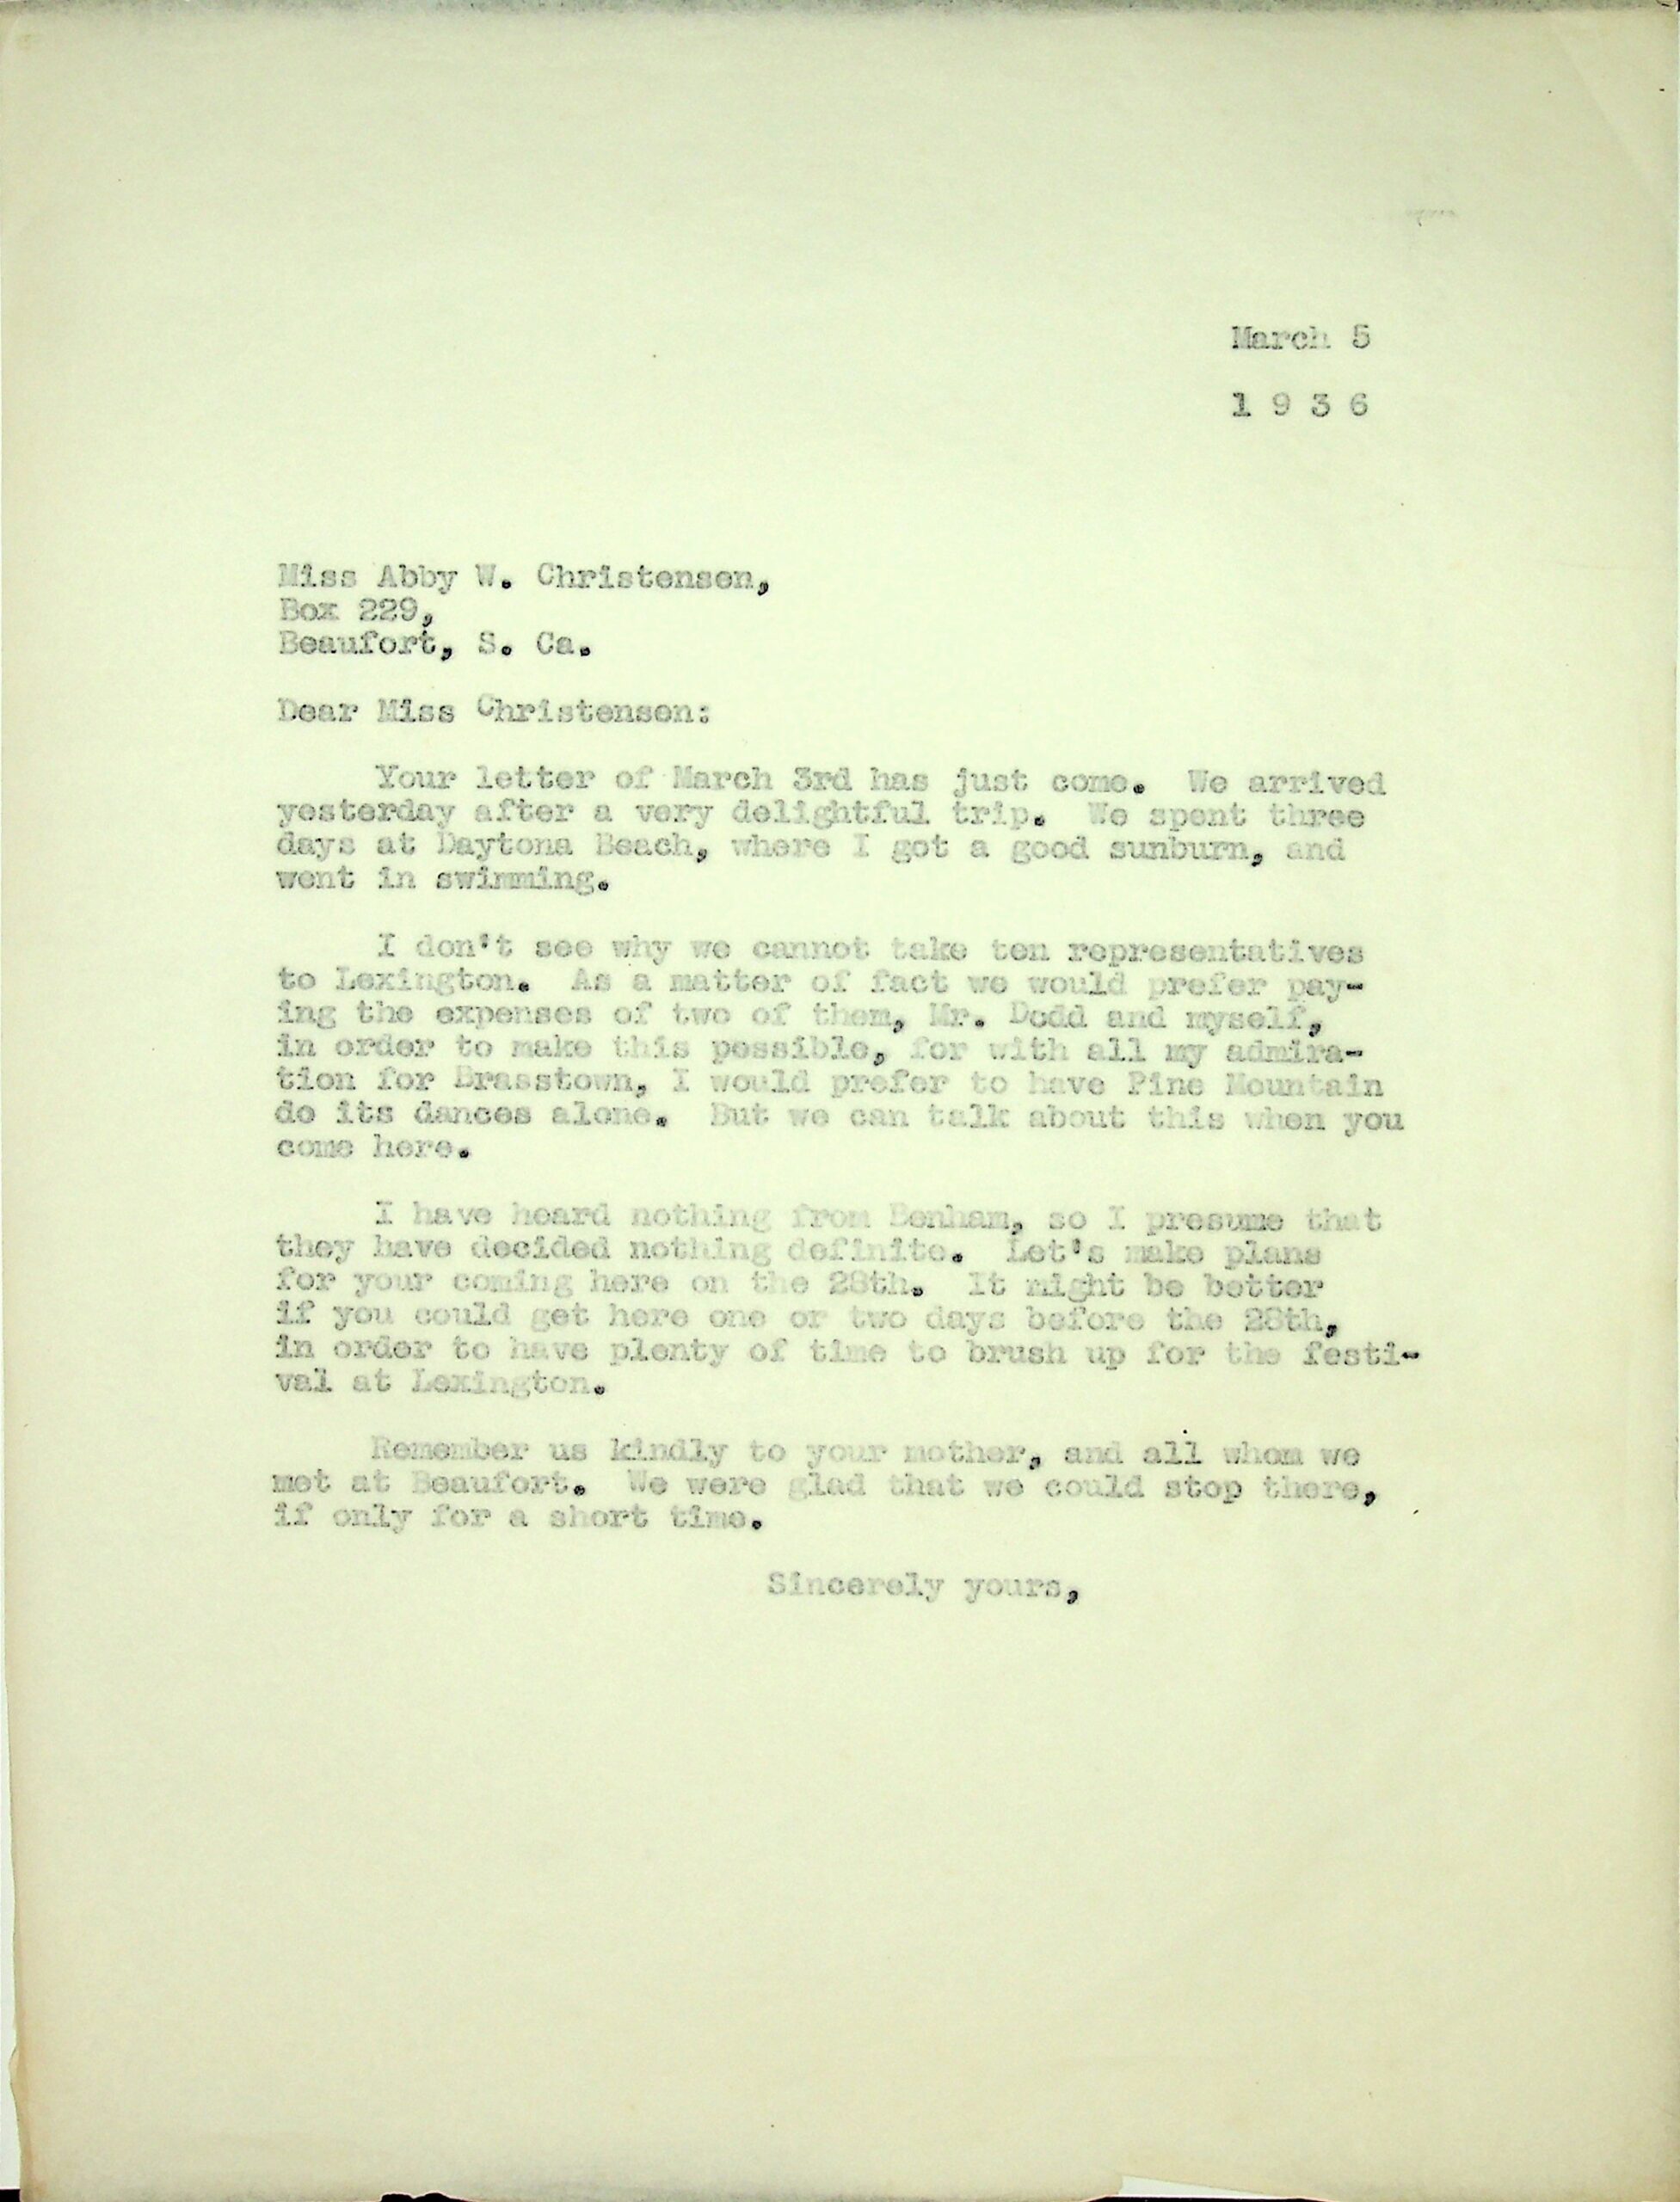 March 5
1 9 3 6
Miss Abby W. Christensen,
Box 229,
Beaufort, S. Ca.
Dear Miss Christensen:
Your letter of March 3rd has just come. We arrived
yesterday after a very delightful trip. We spent three
days at Daytona Beach, where I got a good sunburn, and
went in swimming.
I don't see why we cannot take ten representatives
to Lexington. As a matter of fact we would prefer pay-
ing the expenses of two of them, Mr. Dodd and myself,
in order to make this possible, for with all my admira-
tion for Brasstown, I would prefer to have Pine Mountain
do its dances alone. But we can talk about this when you
come here.
I have heard nothing from Benham, so I presume that
they have decided nothing definite. Let's make plans
for your coming here on the 28th. It might be better
if you could get here one or two days before the 28th,
in order to have plenty of time to brush up for the festi-
val at Lexington.
Remember us kindly to your mother, and all whom we
met at Beaufort. We were glad that we could stop there,
if only for a short time.
Sincerely yours,